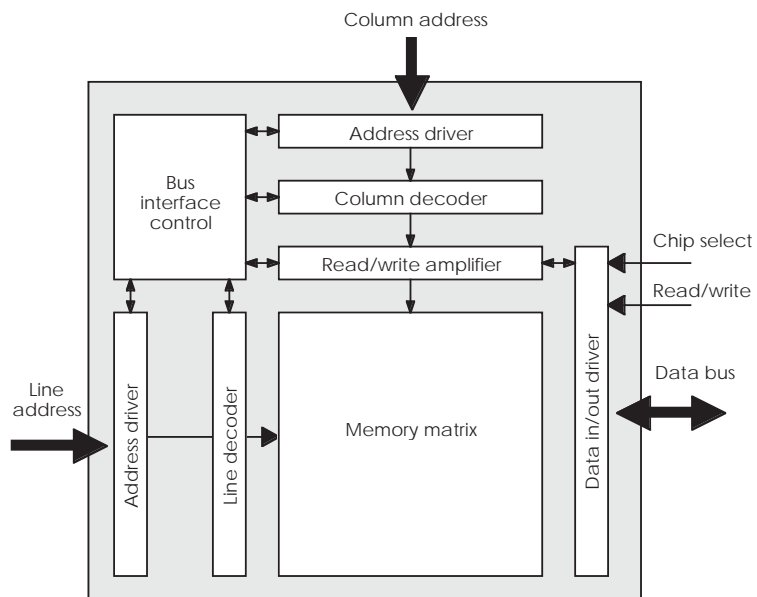 Column address
Address driver
Bus
interface
control
Column decoder
Read/write amplifier
Chip select
Read/write
Data bus
Line
address
Address driver
Line decoder
Memory matrix
Data in/out driver